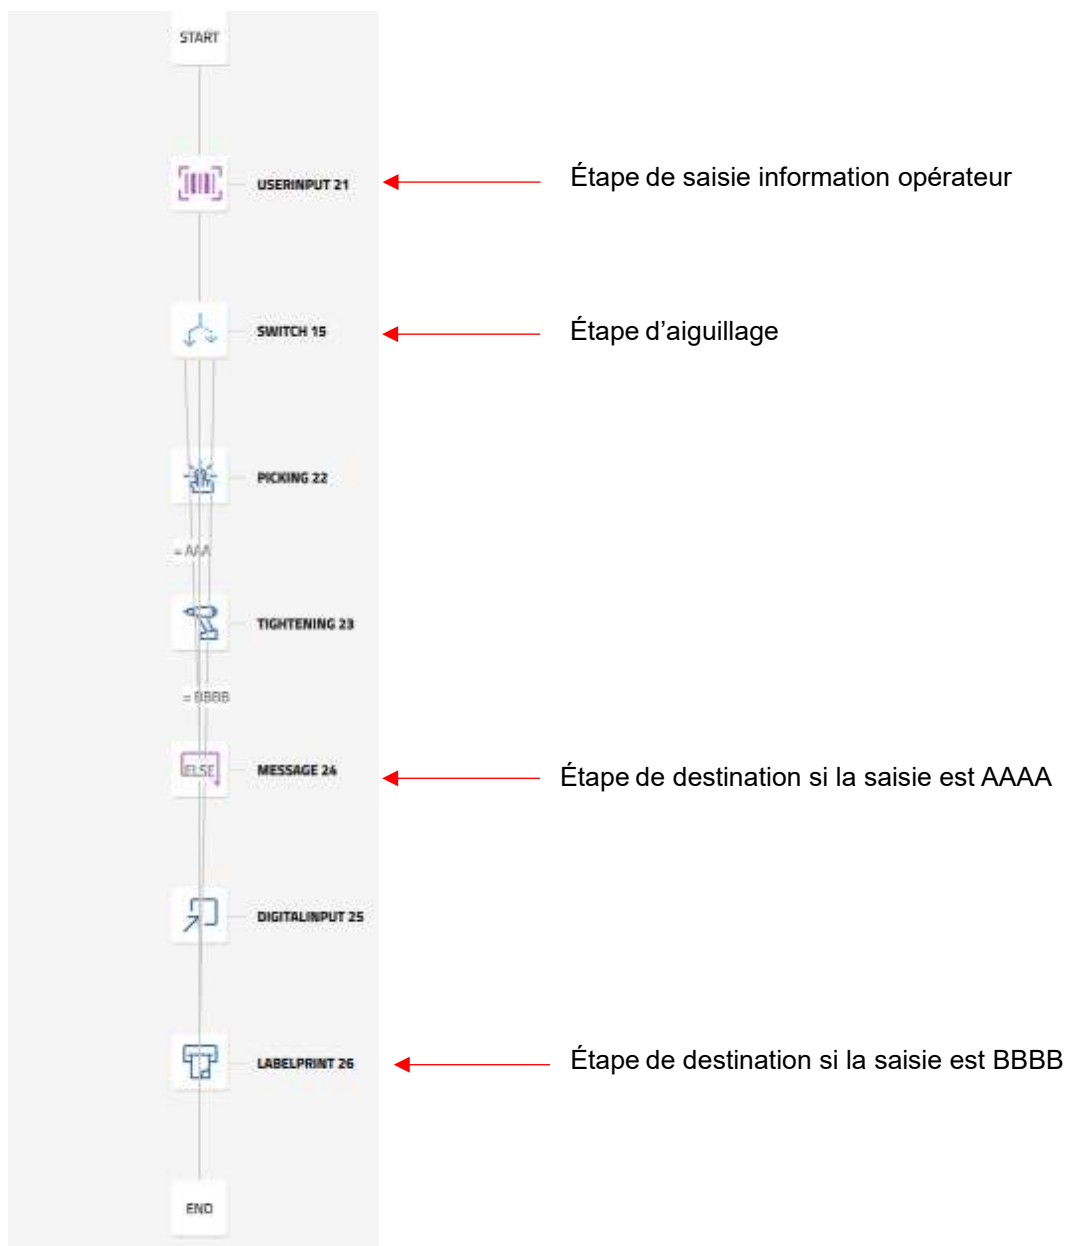 START
USERINPUT 21
Étape de saisie information opérateur
SWITCH 15
Étape d’aiguillage
PICKING 22
= AAA
TIGHTENING 23
= BBBB
ELSE
MESSAGE 24
Étape de destination si la saisie est AAAA
DIGITALINPUT 25
LABELPRINT 26
Étape de destination si la saisie est BBBB
END